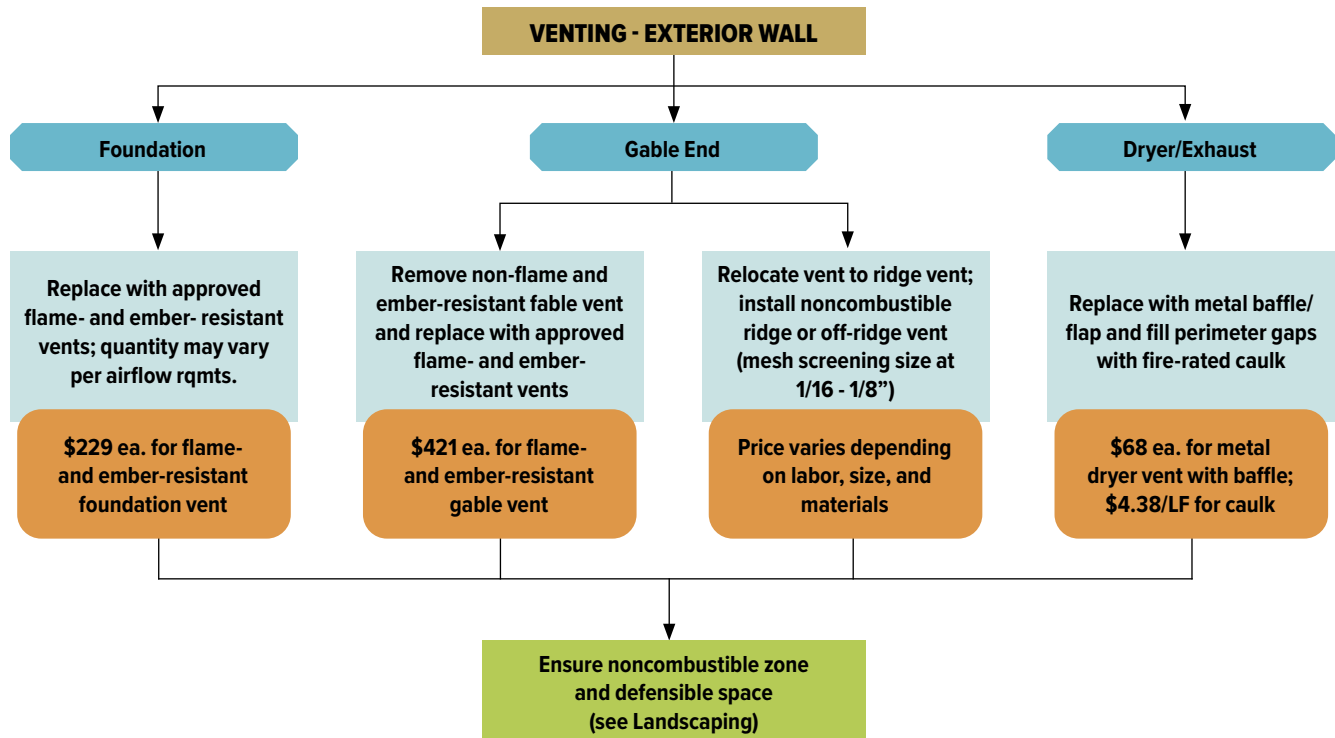 VENTING - EXTERIOR WALL
Foundation
Gable End
Dryer/Exhaust
Replace with approved
flame- and ember- resistant
vents; quantity may vary
per airflow rqmts.
Remove non-flame and
ember-resistant fable vent
and replace with approved
flame- and ember-
resistant vents
Relocate vent to ridge vent;
install noncombustible
ridge or off-ridge vent
(mesh screening size at
1/16 - 1/8”)
Replace with metal baffle/
flap and fill perimeter gaps
with fire-rated caulk
$229 ea. for flame-
and ember-resistant
foundation vent
$421 ea. for flame-
and ember-resistant
gable vent
Price varies depending
on labor, size, and
materials
$68 ea. for metal
dryer vent with baffle;
$4.38/LF for caulk
Ensure noncombustible zone
and defensible space
(see Landscaping)